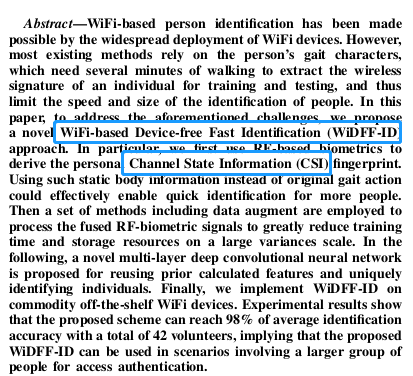 Abstract—WiFi-based person identification has been made
possible by the widespread deployment of WiFi devices. However,
most existing methods rely on the person's gait characters,
which need several minutes of walking to extract the wireless
signature of an individual for training and testing, and thus
limit the speed and size of the identification of people. In this
paper, to address the aforementioned challenges, we propose
a novel WiFi-based Device-free Fast Identification (WiDFF-ID)
approach. In particular, we first use RF-based biometrics to
derive the personal Channel State Information (CSI) fingerprint.
Using such static body information instead of original gait action
could effectively enable quick identification for more people.
Then a set of methods including data augment are employed to
process the fused RF-biometric signals to greatly reduce training
time and storage resources on a large variances scale. In the
following, a novel multi-layer deep convolutional neural network
is proposed for reusing prior calculated features and uniquely
identifying individuals. Finally, we implement WiDFF-ID on
commodity off-the-shelf WiFi devices. Experimental results show
that the proposed scheme can reach 98% of average identification
accuracy with a total of 42 volunteers, implying that the proposed
WiDFF-ID can be used in scenarios involving a larger group of
people for access authentication.